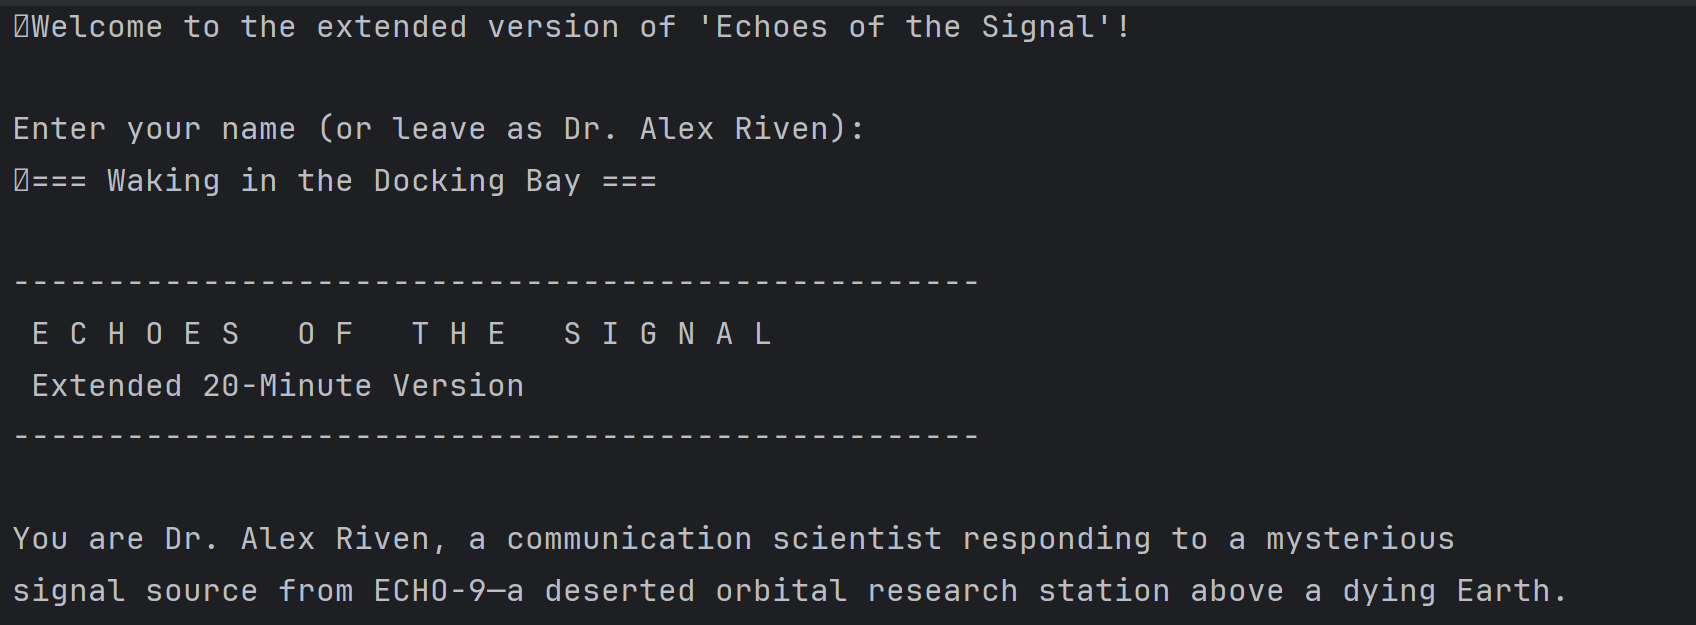 Welcome to the extended version of 'Echoes of the Signal'!
Enter your name (or leave as Dr. Alex Riven):
=== Waking in the Docking Bay ===
---------------------------------------------------
E C H O E S   O F   T H E   S I G N A L
Extended 20-Minute Version
---------------------------------------------------
You are Dr. Alex Riven, a communication scientist responding to a mysterious
signal source from ECHO-9—a deserted orbital research station above a dying Earth.